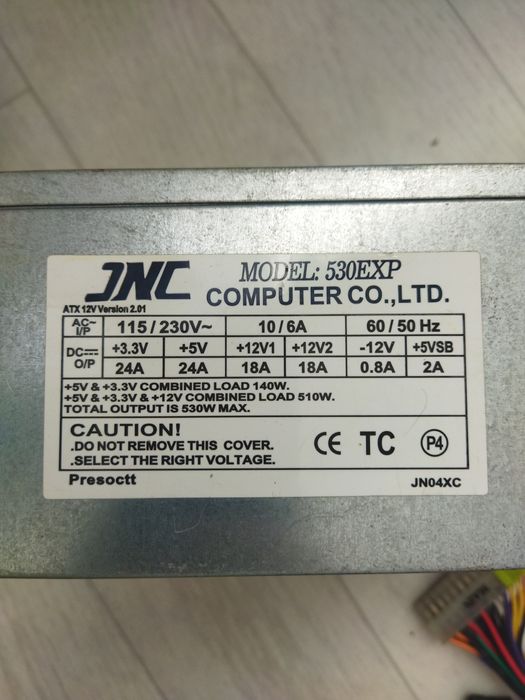 JNC MODEL: 530EXP
COMPUTER CO.,LTD.
ATX 12V Version 2.01
AC~ I/P 115 / 230V~ 10 / 6A 60 / 50 Hz
DC O/P +3.3V +5V +12V1 +12V2 -12V +5VSB
24A 24A 18A 18A 0.8A 2A
+5V & +3.3V COMBINED LOAD 140W.
+5V & +3.3V & +12V COMBINED LOAD 510W.
TOTAL OUTPUT IS 530W MAX.
CAUTION!
.DO NOT REMOVE THIS COVER.
.SELECT THE RIGHT VOLTAGE.
CE TC P4
Presoctt JN04XC